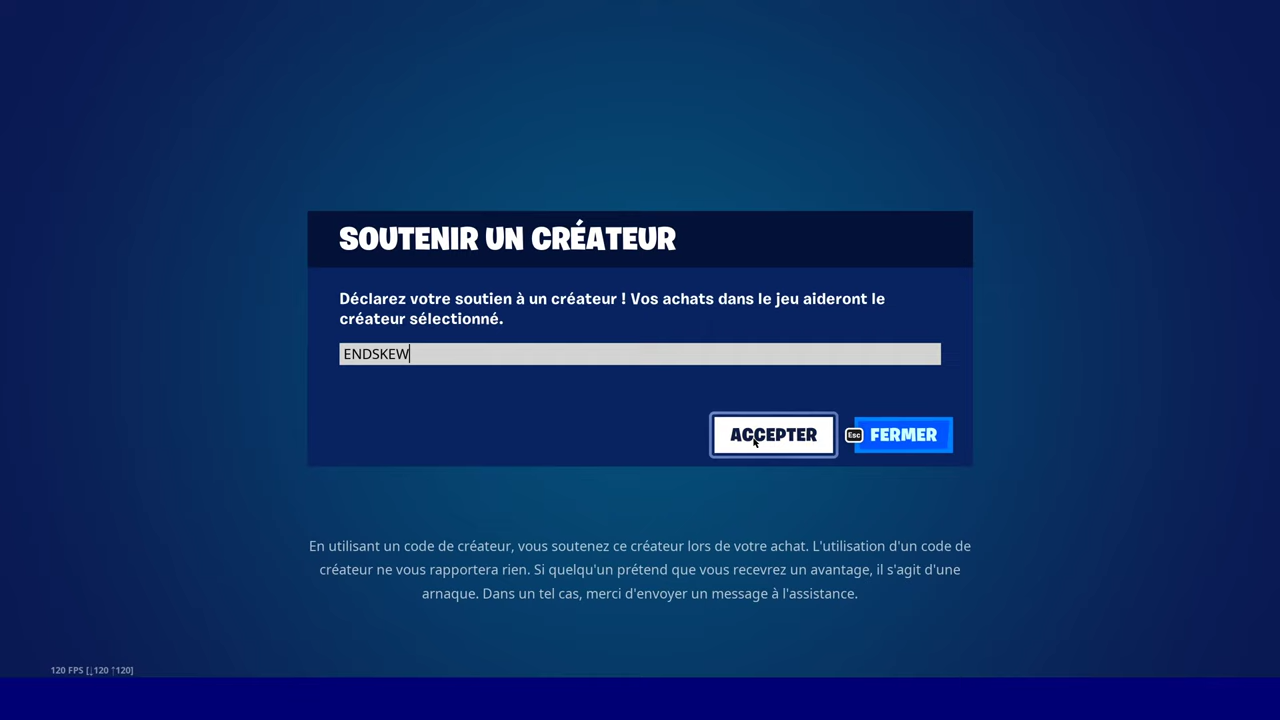 SOUTENIR UN CRÉATEUR
Déclarez votre soutien à un créateur ! Vos achats dans le jeu aideront le
créateur sélectionné.
ENDSKEW
ACCEPTER
Esc FERMER
En utilisant un code de créateur, vous soutenez ce créateur lors de votre achat. L'utilisation d'un code de
créateur ne vous rapportera rien. Si quelqu'un prétend que vous recevrez un avantage, il s'agit d'une
arnaque. Dans un tel cas, merci d'envoyer un message à l'assistance.
120 FPS [↓120 ↑120]